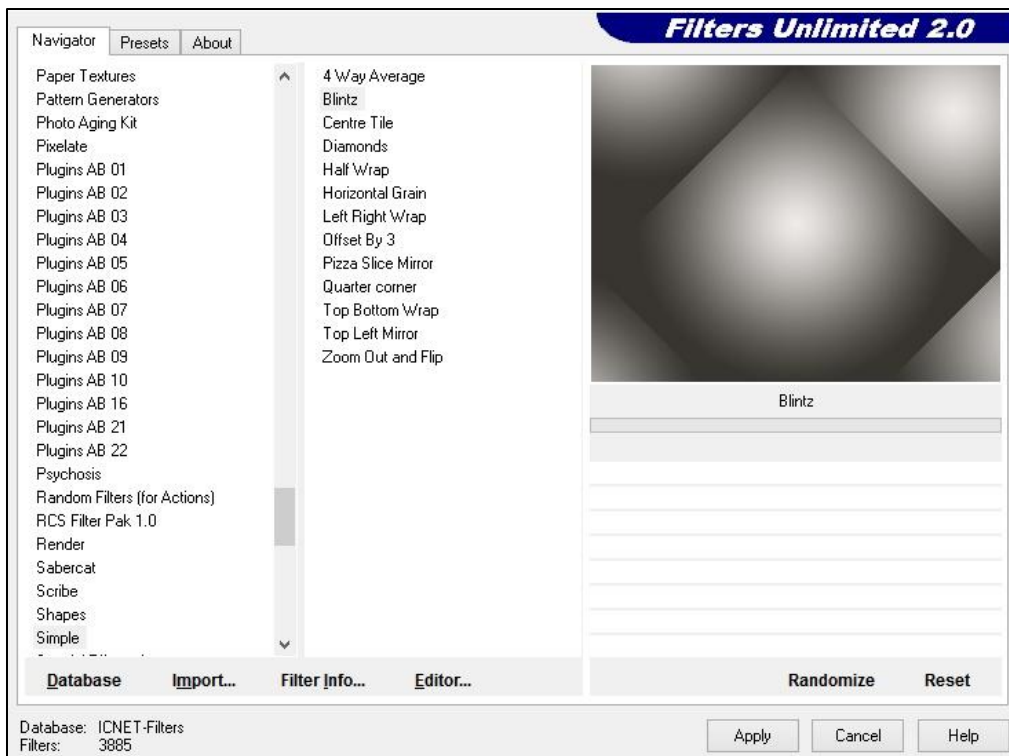 Filters Unlimited 2.0
Navigator
Presets
About
Paper Textures
Pattern Generators
Photo Aging Kit
Pixelate
Plugins AB 01
Plugins AB 02
Plugins AB 03
Plugins AB 04
Plugins AB 05
Plugins AB 06
Plugins AB 07
Plugins AB 08
Plugins AB 09
Plugins AB 10
Plugins AB 16
Plugins AB 21
Plugins AB 22
Psychosis
Random Filters (for Actions)
RCS Filter Pak 1.0
Render
Sabercat
Scribe
Shapes
Simple
4 Way Average
Blintz
Centre Tile
Diamonds
Half Wrap
Horizontal Grain
Left Right Wrap
Offset By 3
Pizza Slice Mirror
Quarter corner
Top Bottom Wrap
Top Left Mirror
Zoom Out and Flip
Blintz
Database
Import...
Filter Info...
Editor...
Randomize
Reset
Database: ICNET-Filters
Filters: 3885
Apply
Cancel
Help